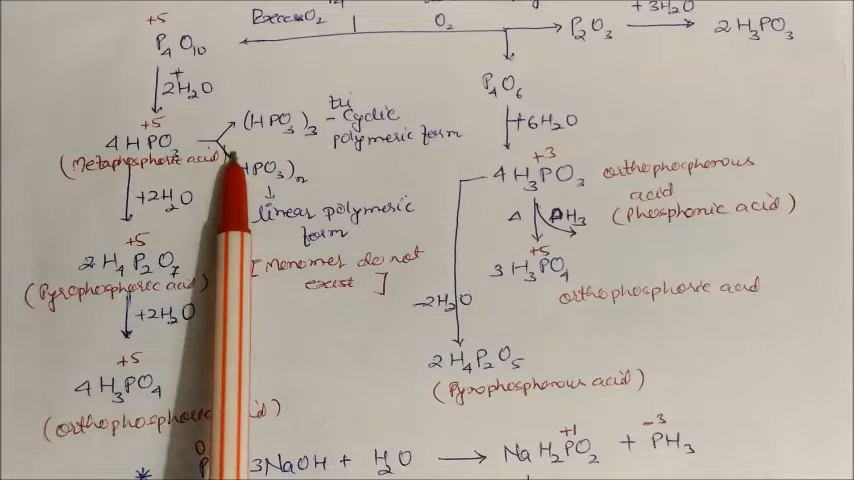 +5 Excess O2 O2 + 3H2O
P4O10 P2O3 2H3PO3
+2H2O P4O6
+5 tri
4HPO3 (HPO3)3 - Cyclic +6H2O
(Metaphosphoric acid) polymeric form
+3
HPO3)n 4H3PO3 orthophosphorous
+2H2O acid
linear polymeric Δ PH3 (Phosphonic acid)
form
+5 +5
2H4P2O7 [Monomer do not 3H3PO4
(Pyrophosphoric acid) exist] orthophosphoric acid
+2H2O -2H2O
+5
4H3PO4 2H4P2O5
(orthophosphoric id) (Pyrophosphorous acid)
0 +1 -3
* P 3NaOH + H2O → NaH2PO2 + PH3